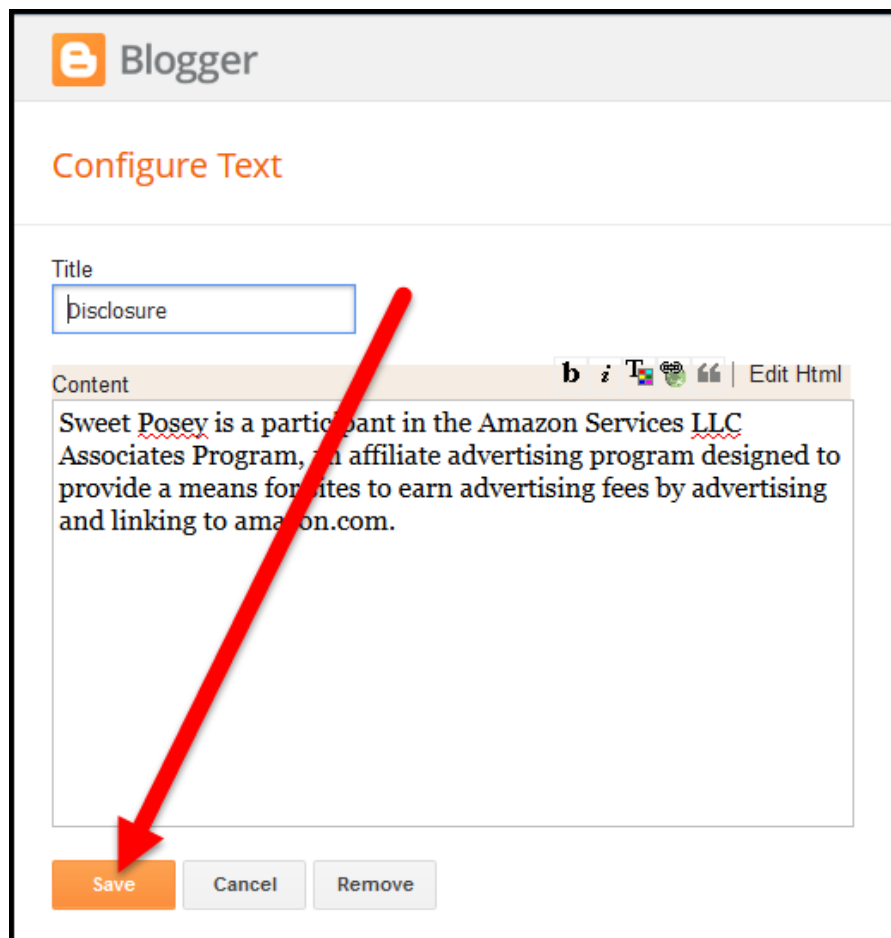 Blogger
Configure Text
Title
Disclosure
Content
b i T | Edit Html
Sweet Posey is a participant in the Amazon Services LLC
Associates Program, an affiliate advertising program designed to
provide a means for sites to earn advertising fees by advertising
and linking to amazon.com.
Save Cancel Remove